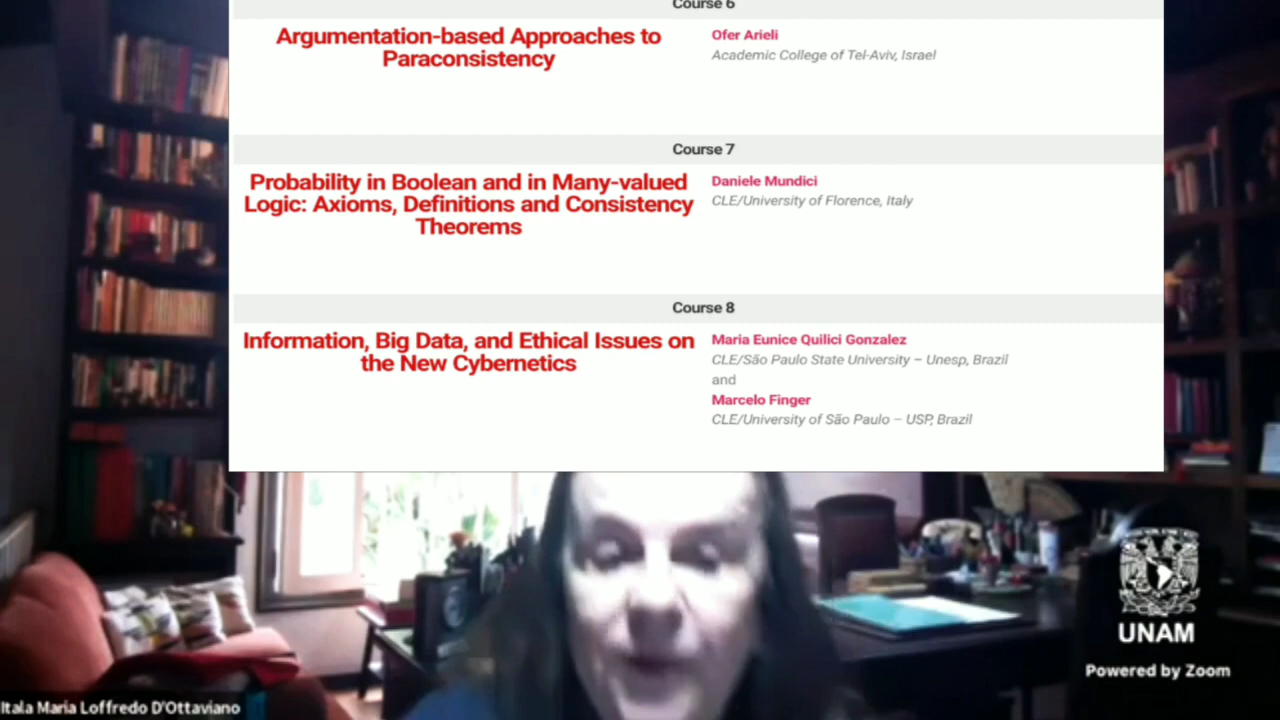 Course 6
Argumentation-based Approaches to
Paraconsistency
Ofer Arieli
Academic College of Tel-Aviv, Israel
Course 7
Probability in Boolean and in Many-valued
Logic: Axioms, Definitions and Consistency
Theorems
Daniele Mundici
CLE/University of Florence, Italy
Course 8
Information, Big Data, and Ethical Issues on
the New Cybernetics
Maria Eunice Quilici Gonzalez
CLE/São Paulo State University – Unesp, Brazil
and
Marcelo Finger
CLE/University of São Paulo – USP, Brazil
UNAM
Powered by Zoom
Itala Maria Loffredo D'Ottaviano